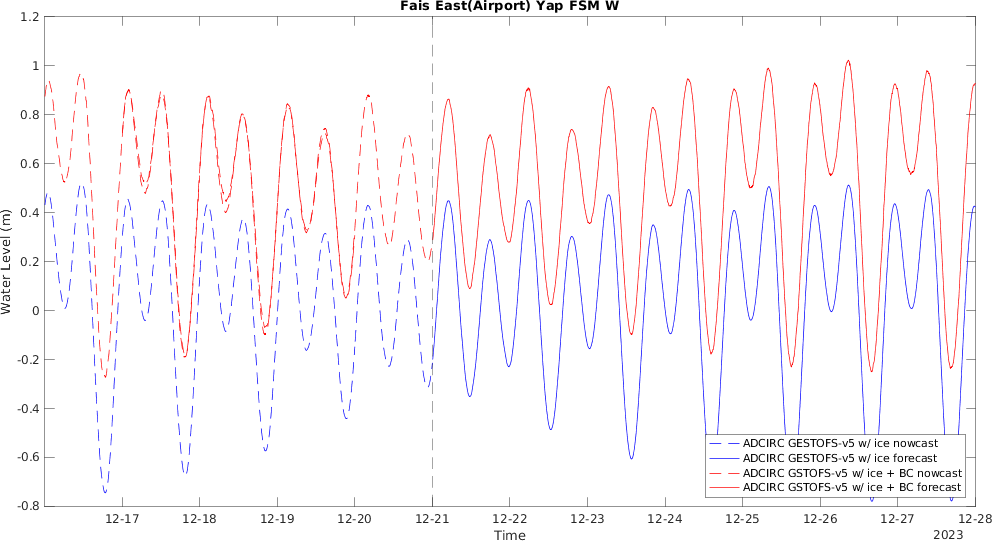 Fais East(Airport) Yap FSM W
Water Level (m)
1.2
1
0.8
0.6
0.4
0.2
0
-0.2
-0.4
-0.6
-0.8
ADCIRC GESTOFS-v5 w/ ice nowcast
ADCIRC GESTOFS-v5 w/ ice forecast
ADCIRC GSTOFS-v5 w/ ice + BC nowcast
ADCIRC GSTOFS-v5 w/ ice + BC forecast
12-17 12-18 12-19 12-20 12-21 12-22 12-23 12-24 12-25 12-26 12-27 12-28
Time
2023